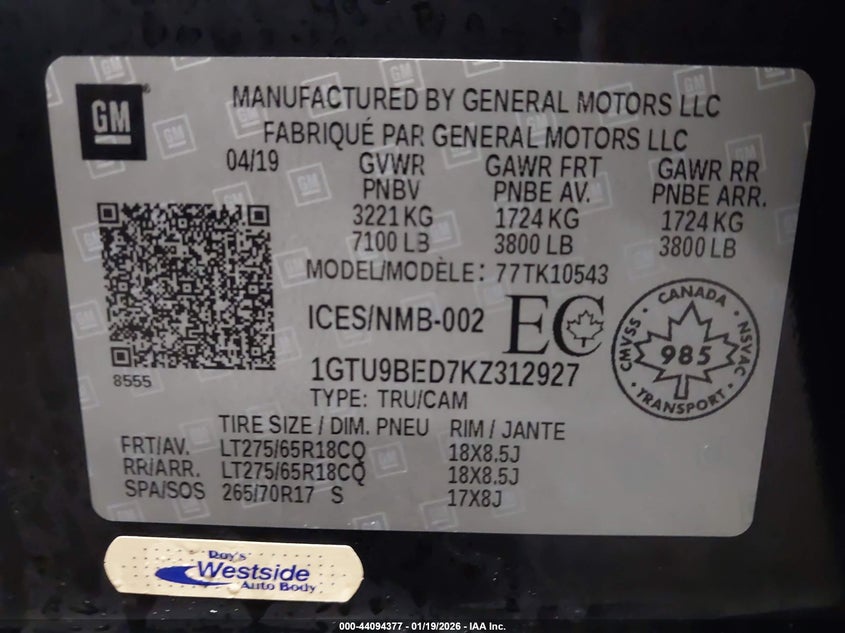 GM
MANUFACTURED BY GENERAL MOTORS LLC
FABRIQUÉ PAR GENERAL MOTORS LLC
04/19 GVWR GAWR FRT GAWR RR
PNBV PNBE AV. PNBE ARR.
3221 KG 1724 KG 1724 KG
7100 LB 3800 LB 3800 LB
MODEL/MODÈLE: 77TK10543
ICES/NMB-002 EC
CANADA
CMVSS 985 NSVAC
TRANSPORT
8555
1GTU9BED7KZ312927
TYPE: TRU/CAM
TIRE SIZE / DIM. PNEU RIM / JANTE
FRT/AV. LT275/65R18CQ 18X8.5J
RR/ARR. LT275/65R18CQ 18X8.5J
SPA/SOS 265/70R17 S 17X8J
Roy's
Westside
Auto Body
000-44094377 - 01/19/2026 - IAA Inc.